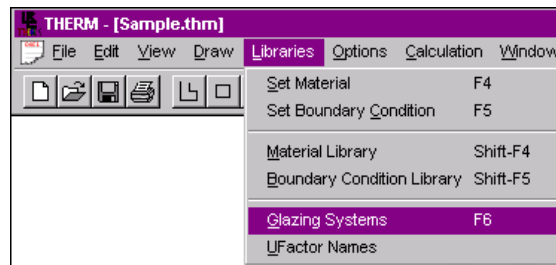 THERM - [Sample.thm]
File Edit View Draw Libraries Options Calculation Window
Set Material F4
Set Boundary Condition F5
Material Library Shift-F4
Boundary Condition Library Shift-F5
Glazing Systems F6
UFactor Names